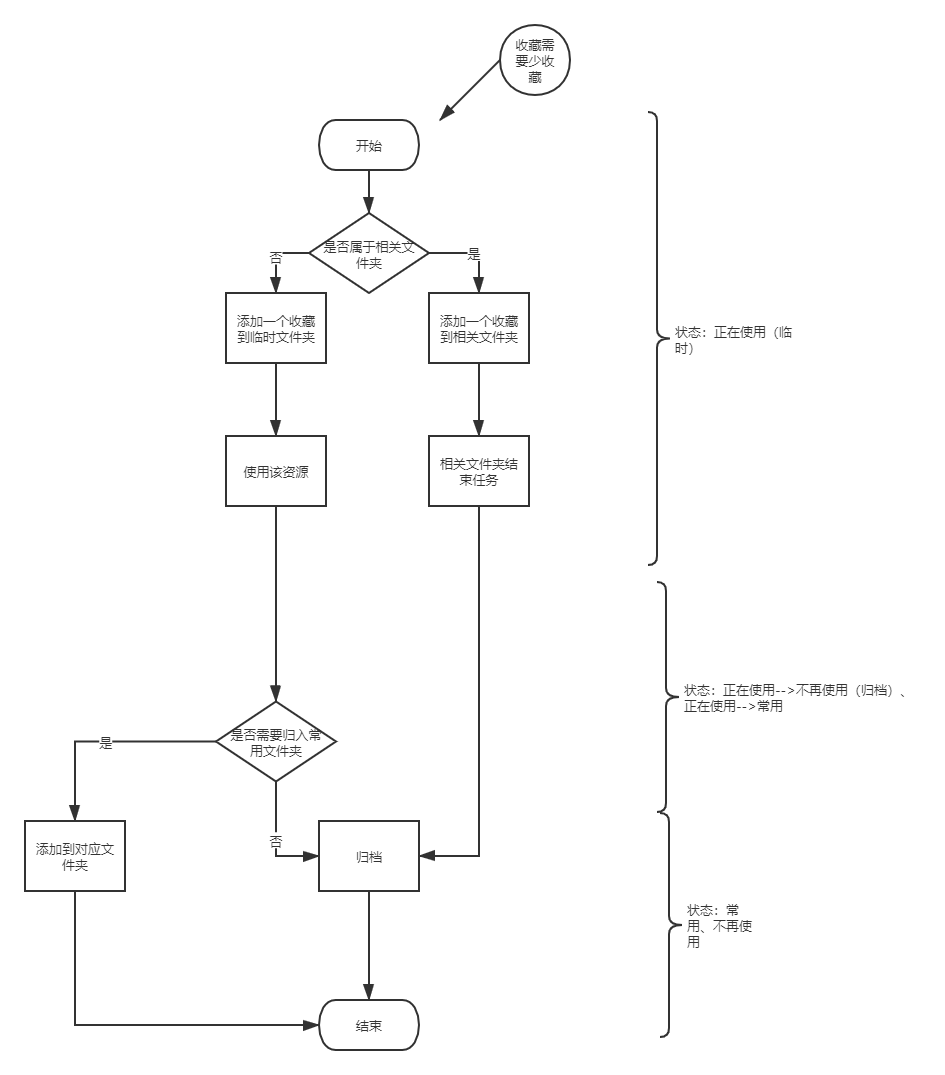 收藏需
要少收
藏
开始
是否属于相关文
件夹
否
是
添加一个收藏
到临时文件夹
添加一个收藏
到相关文件夹
状态：正在使用（临
时）
使用该资源
相关文件夹结
束任务
状态：正在使用-->不再使用（归档）、
正在使用-->常用
是否需要归入常
用文件夹
是
否
添加到对应文
件夹
归档
状态：常
用、不再使
用
结束